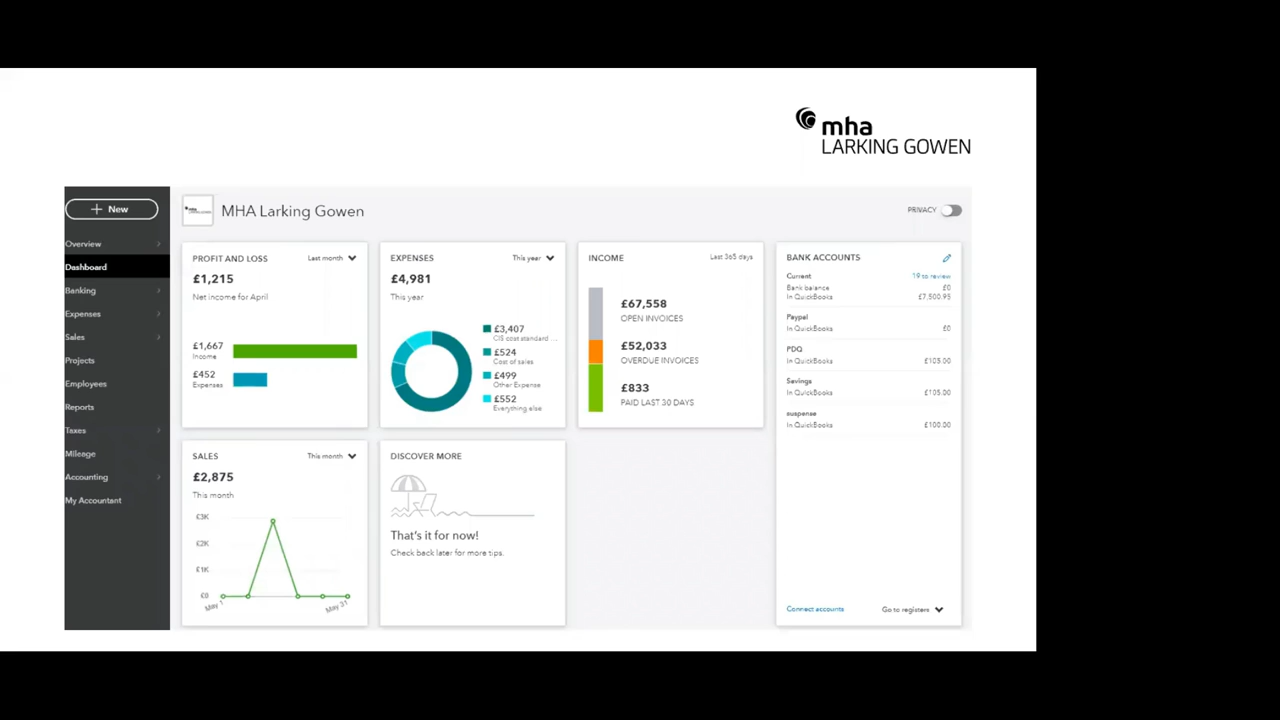 mha
LARKING GOWEN
+ New
Overview
Dashboard
Banking
Expenses
Sales
Projects
Employees
Reports
Taxes
Mileage
Accounting
My Accountant
MHA Larking Gowen
PRIVACY
PROFIT AND LOSS
Last month
£1,215
Net income for April
£1,667
Income
£452
Expenses
EXPENSES
This year
£4,981
This year
£3,407
CIS cost standard ...
£524
Cost of sales
£499
Other Expense
£552
Everything else
INCOME
Last 365 days
£67,558
OPEN INVOICES
£52,033
OVERDUE INVOICES
£833
PAID LAST 30 DAYS
BANK ACCOUNTS
Current
19 to review
Bank balance £0
In QuickBooks £7,500.95
Paypal
In QuickBooks £0
PDQ
In QuickBooks £105.00
Savings
In QuickBooks £105.00
suspense
In QuickBooks £100.00
Connect accounts
Go to registers
SALES
This month
£2,875
This month
£3K
£2K
£1K
£0
May 1
May 31
DISCOVER MORE
That's it for now!
Check back later for more tips.